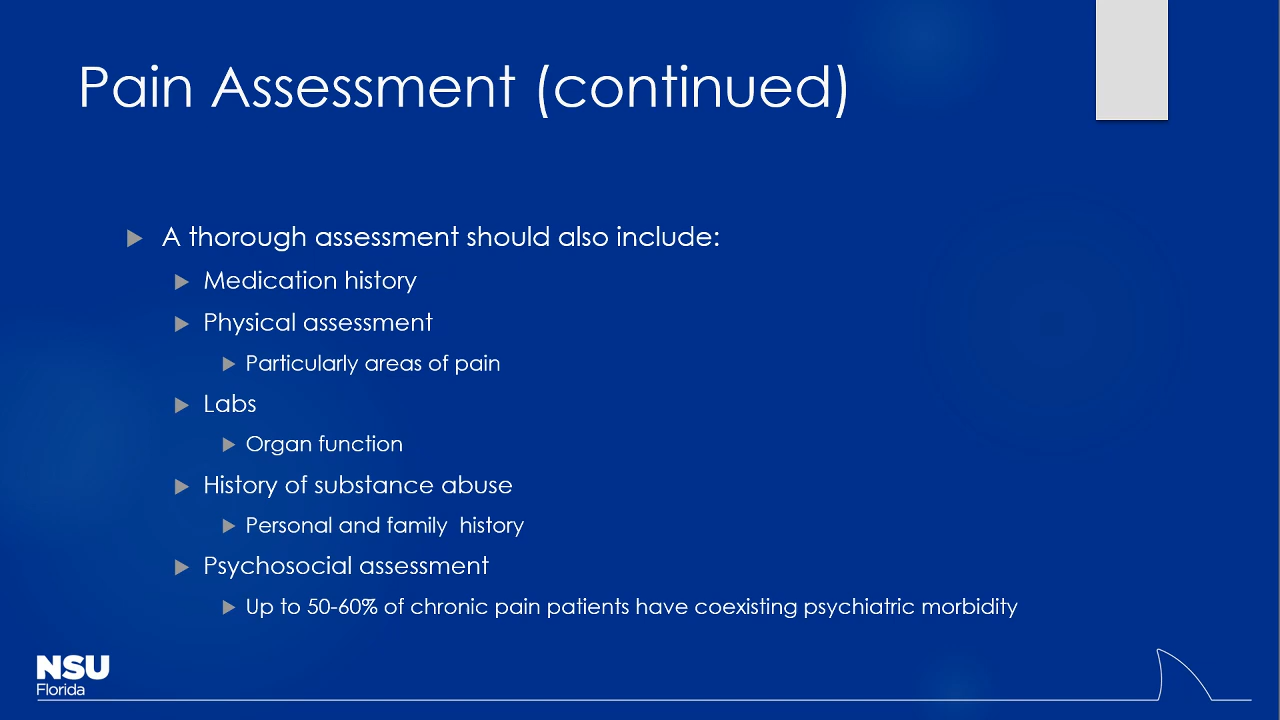 Pain Assessment (continued)
A thorough assessment should also include:
Medication history
Physical assessment
Particularly areas of pain
Labs
Organ function
History of substance abuse
Personal and family  history
Psychosocial assessment
Up to 50-60% of chronic pain patients have coexisting psychiatric morbidity
NSU
Florida